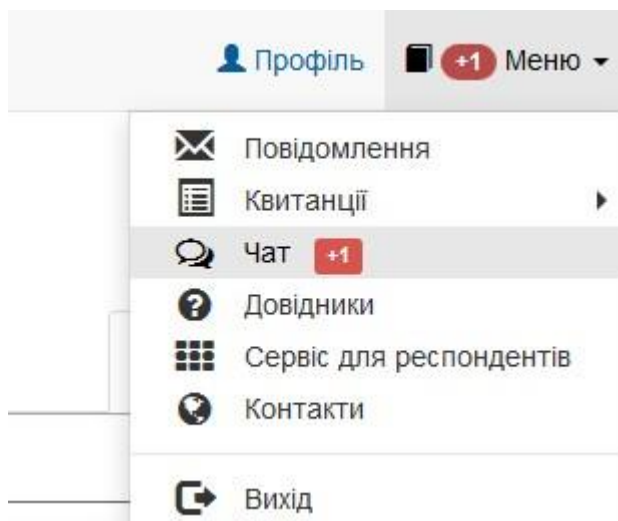 Профіль +1 Меню
Повідомлення
Квитанції
Чат +1
Довідники
Сервіс для респондентів
Контакти
Вихід